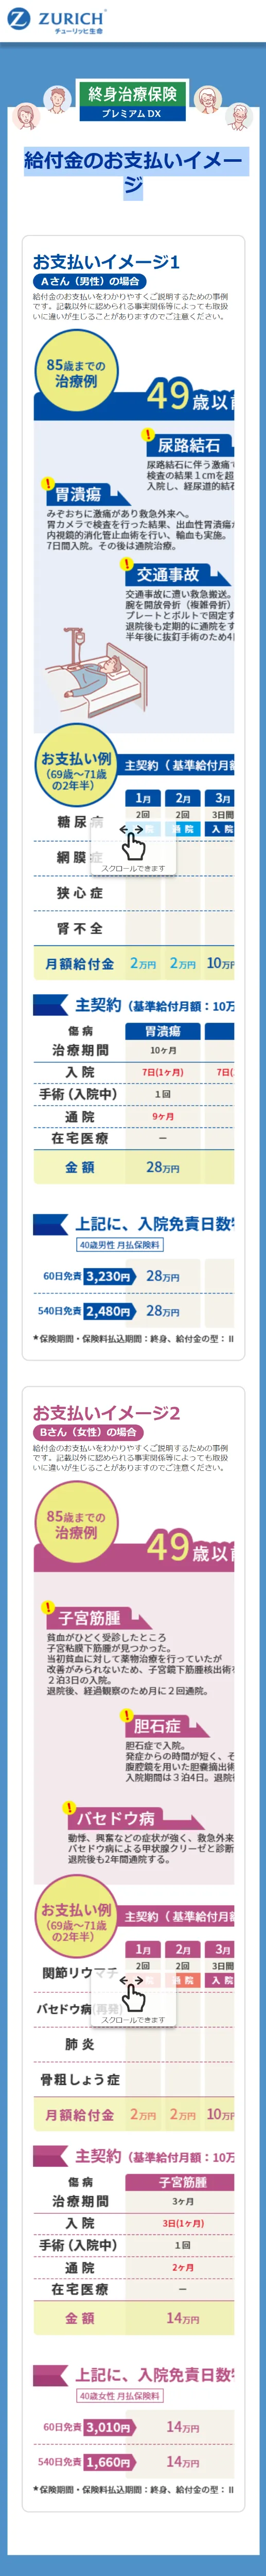 ZURICH
チューリッヒ生命
終身治療保険
プレミアムDX
給付金のお支払いイメー
ジ
お支払いイメージ1
Aさん（男性）の場合
給付金のお支払いをわかりやすくご説明するための事例
です。記載以外に認められる事実関係等によっても取扱
いに違いが生じることがありますのでご注意ください。
85歳までの
治療例
49歳以前
! 尿路結石
尿路結石に伴う激痛で
検査の結果1cmを超
入院し、経尿道的結石
! 胃潰瘍
みぞおちに激痛があり救急外来へ。
胃カメラで検査を行った結果、出血性胃潰瘍
内視鏡的消化管止血術を行い、輸血も実施。
7日間入院。その後は通院治療。
! 交通事故
交通事故に遭い救急搬送。
腕を開放骨折（複雑骨折）
プレートとボルトで固定す
退院後も定期的に通院をす
半年後に抜釘手術のため4
お支払い例
（69歳〜71歳
の2年半）
主契約（基準給付月額
1月 2月 3月
2回 2回 3日間
糖尿病 通院 入院
網膜症
スクロールできます
狭心症
腎不全
月額給付金 2万円 2万円 10万円
主契約（基準給付月額：10万
傷病 胃潰瘍
治療期間 10ヶ月
入院 7日(1ヶ月) 7日(
手術（入院中） 1回
通院 9ヶ月
在宅医療 ー
金額 28万円
上記に、入院免責日数
40歳男性 月払保険料
60日免責 3,230円 28万円
540日免責 2,480円 28万円
*保険期間・保険料払込期間：終身、給付金の型：II
お支払いイメージ2
Bさん（女性）の場合
給付金のお支払いをわかりやすくご説明するための事例
です。記載以外に認められる事実関係等によっても取扱
いに違いが生じることがありますのでご注意ください。
85歳までの
治療例
49歳以前
! 子宮筋腫
貧血がひどく受診したところ
子宮粘膜下筋腫が見つかった。
当初貧血に対して薬物治療を行っていたが
改善がみられないため、子宮鏡下筋腫核出術
2泊3日の入院。
退院後、経過観察のため月に2回通院。
! 胆石症
胆石症で入院。
発症からの時間が短く、そ
腹腔鏡を用いた胆嚢摘出術
入院期間は3泊4日。退院
! バセドウ病
動悸、興奮などの症状が強く、救急外来
バセドウ病による甲状腺クリーゼと診断
退院後も2年間通院する。
お支払い例
（69歳〜71歳
の2年半）
主契約（基準給付月額
1月 2月 3月
2回 2回 3日間
関節リウマチ 通院 入院
バセドウ病(再発)
スクロールできます
肺炎
骨粗しょう症
月額給付金 2万円 2万円 10万円
主契約（基準給付月額：10万
傷病 子宮筋腫
治療期間 3ヶ月
入院 3日(1ヶ月)
手術（入院中） 1回
通院 2ヶ月
在宅医療 ー
金額 14万円
上記に、入院免責日数
40歳女性 月払保険料
60日免責 3,010円 14万円
540日免責 1,660円 14万円
*保険期間・保険料払込期間：終身、給付金の型：II